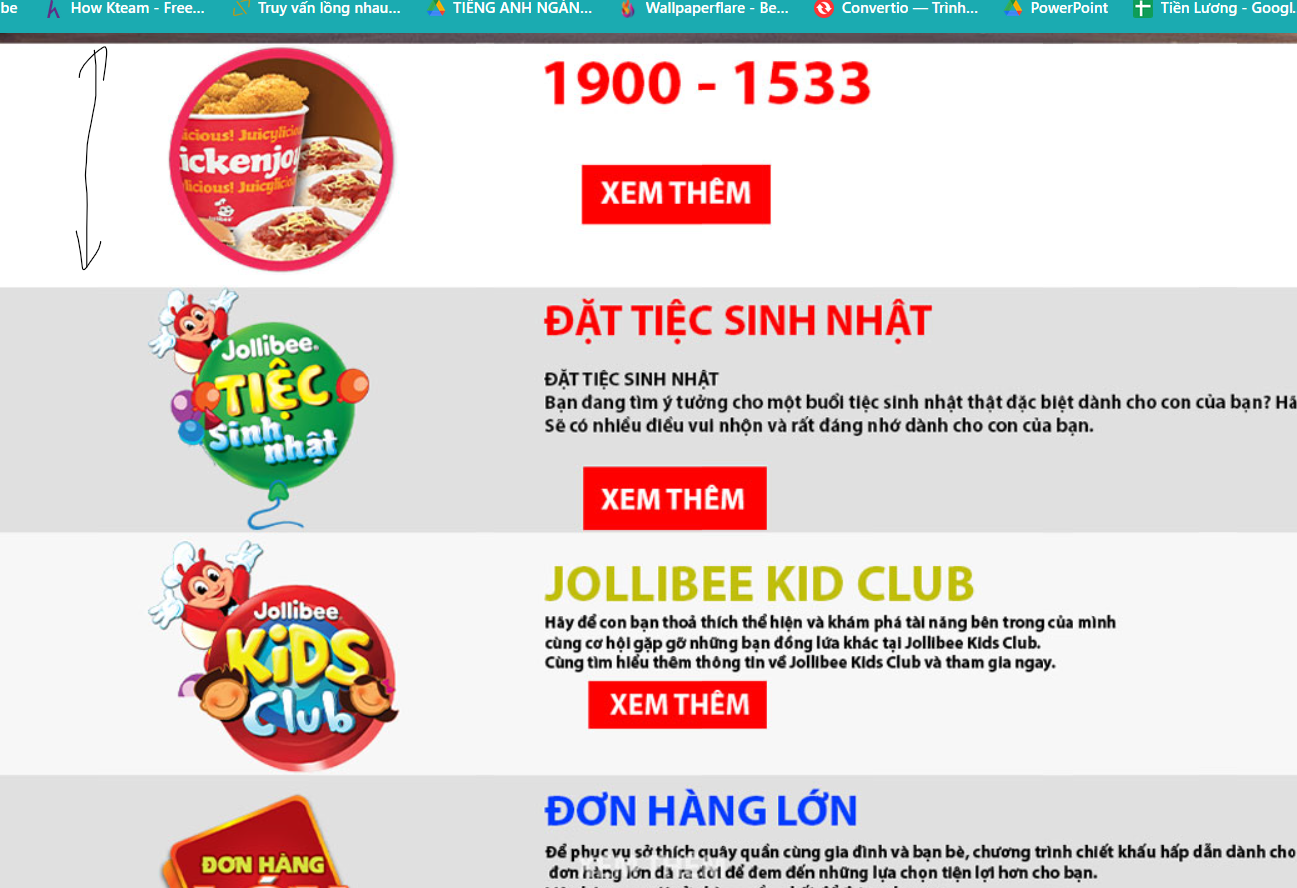 be
How Kteam - Free...
Truy vấn lồng nhau...
TIẾNG ANH NGÂN...
Wallpaperflare - Be...
Convertio — Trình...
PowerPoint
Tiền Lương - Googl.
icious! Juicylicio
ickenjoy
licious! Juicylicio
1900 - 1533
XEM THÊM
Jollibee
TIỆC
Sinh
nhật
ĐẶT TIỆC SINH NHẬT
ĐẶT TIỆC SINH NHẬT
Bạn đang tìm ý tưởng cho một buổi tiệc sinh nhật thật đặc biệt dành cho con của bạn? Hã
Sẽ có nhiều điều vui nhộn và rất đáng nhớ dành cho con của bạn.
XEM THÊM
Jollibee
KiDS
Club
JOLLIBEE KID CLUB
Hãy để con bạn thoả thích thể hiện và khám phá tài năng bên trong của mình
cùng cơ hội gặp gỡ những bạn đồng lứa khác tại Jollibee Kids Club.
Cùng tìm hiểu thêm thông tin về Jollibee Kids Club và tham gia ngay.
XEM THÊM
ĐƠN HÀNG
ĐƠN HÀNG LỚN
Để phục vụ sở thích quây quần cùng gia đình và bạn bè, chương trình chiết khấu hấp dẫn dành cho
XEM THÊM
đơn hàng lớn đã ra đời để đem đến những lựa chọn tiện lợi hơn cho bạn.